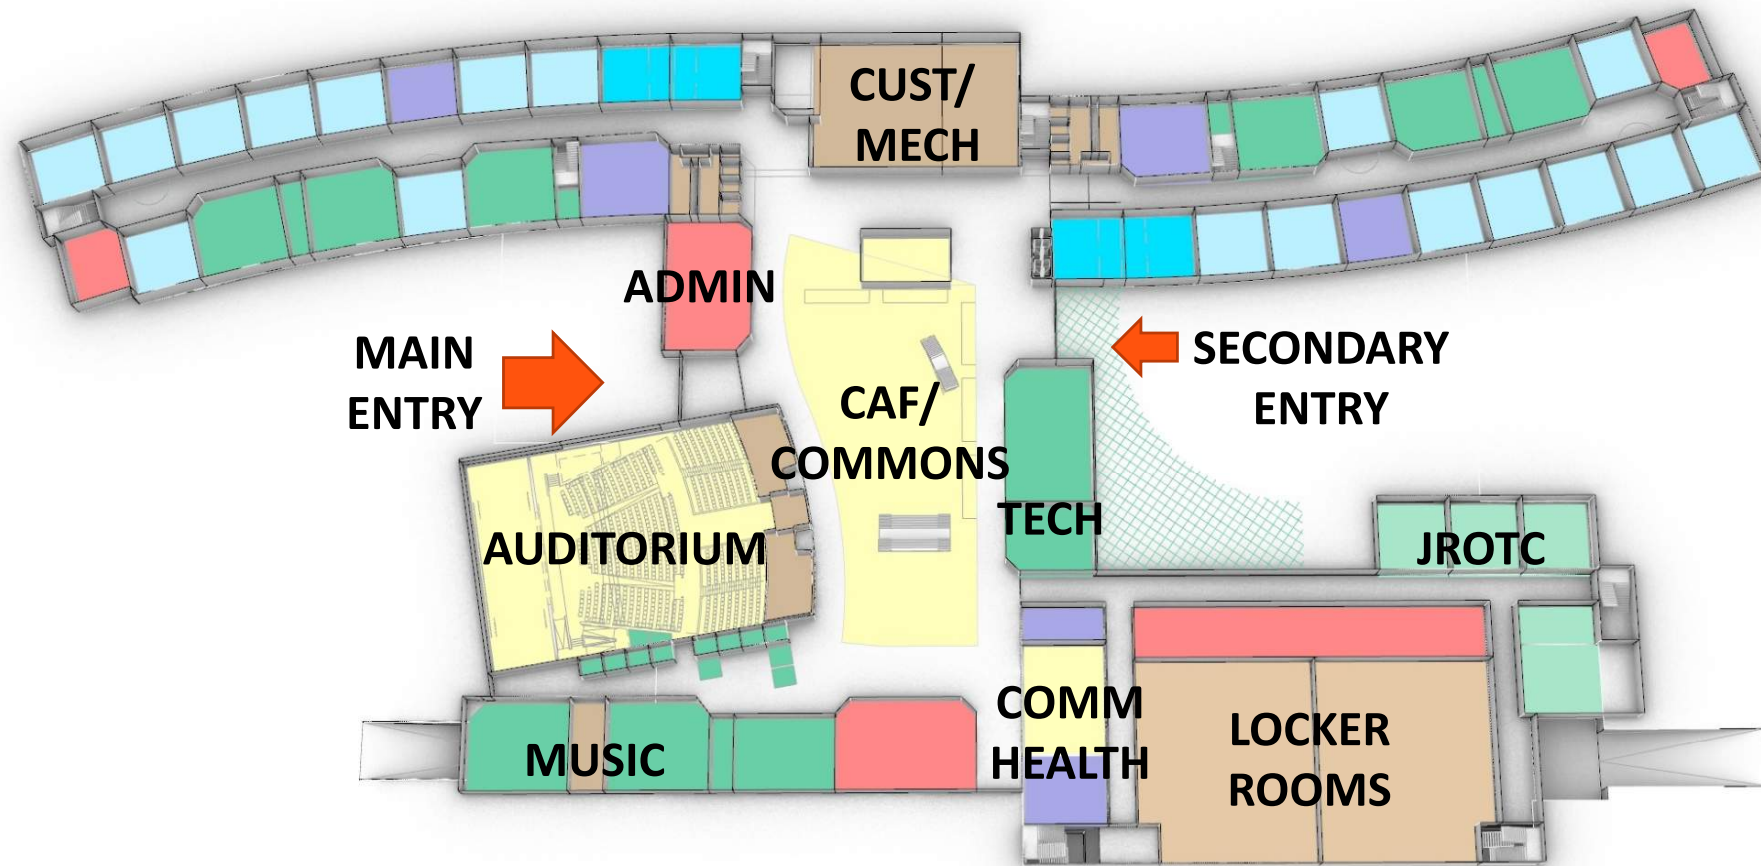 CUST/
MECH
ADMIN
MAIN
ENTRY
SECONDARY
ENTRY
CAF/
COMMONS
TECH
AUDITORIUM
JROTC
COMM
HEALTH
LOCKER
ROOMS
MUSIC